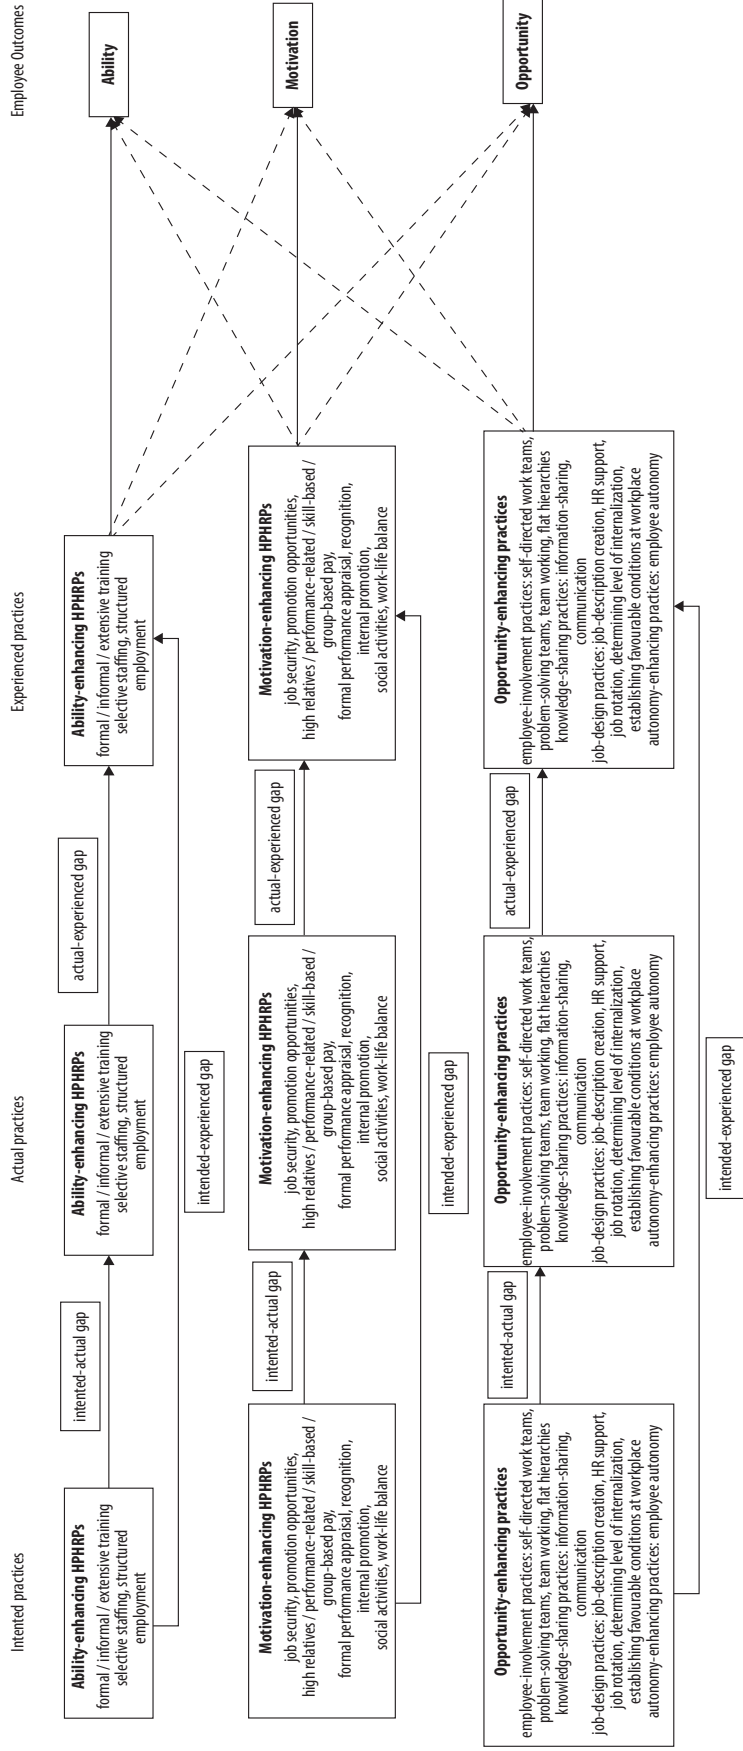 Intented practices
Actual practices
Experienced practices
Employee Outcomes
Ability-enhancing HPHRPs
formal / informal / extensive training
selective staffing, structured
employment
intented-actual gap
Ability-enhancing HPHRPs
formal / informal / extensive training
selective staffing, structured
employment
actual-experienced gap
Ability-enhancing HPHRPs
formal / informal / extensive training
selective staffing, structured
employment
Ability
intended-experienced gap
Motivation-enhancing HPHRPs
job security, promotion opportunities,
high relatives / performance-related / skill-based /
group-based pay,
formal performance appraisal, recognition,
internal promotion,
social activities, work-life balance
intented-actual gap
Motivation-enhancing HPHRPs
job security, promotion opportunities,
high relatives / performance-related / skill-based /
group-based pay,
formal performance appraisal, recognition,
internal promotion,
social activities, work-life balance
actual-experienced gap
Motivation-enhancing HPHRPs
job security, promotion opportunities,
high relatives / performance-related / skill-based /
group-based pay,
formal performance appraisal, recognition,
internal promotion,
social activities, work-life balance
Motivation
intended-experienced gap
Opportunity-enhancing practices
employee-involvement practices: self-directed work teams,
problem-solving teams, team working, flat hierarchies
knowledge-sharing practices: information-sharing,
communication
job-design practices: job-description creation, HR support,
job rotation, determining level of internalization,
establishing favourable conditions at workplace
autonomy-enhancing practices: employee autonomy
intented-actual gap
Opportunity-enhancing practices
employee-involvement practices: self-directed work teams,
problem-solving teams, team working, flat hierarchies
knowledge-sharing practices: information-sharing,
communication
job-design practices: job-description creation, HR support,
job rotation, determining level of internalization,
establishing favourable conditions at workplace
autonomy-enhancing practices: employee autonomy
actual-experienced gap
Opportunity-enhancing practices
employee-involvement practices: self-directed work teams,
problem-solving teams, team working, flat hierarchies
knowledge-sharing practices: information-sharing,
communication
job-design practices: job-description creation, HR support,
job rotation, determining level of internalization,
establishing favourable conditions at workplace
autonomy-enhancing practices: employee autonomy
Opportunity
intended-experienced gap